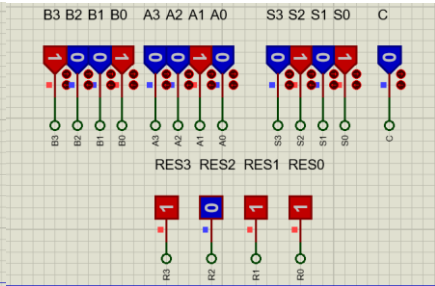 B3 B2 B1 B0 A3 A2 A1 A0 S3 S2 S1 S0 C
1 0 0 1 0 0 1 0 0 1 0 1 0
B3 B2 B1 B0 A3 A2 A1 A0 S3 S2 S1 S0 C
RES3 RES2 RES1 RES0
1 0 1 1
R3 R2 R1 R0